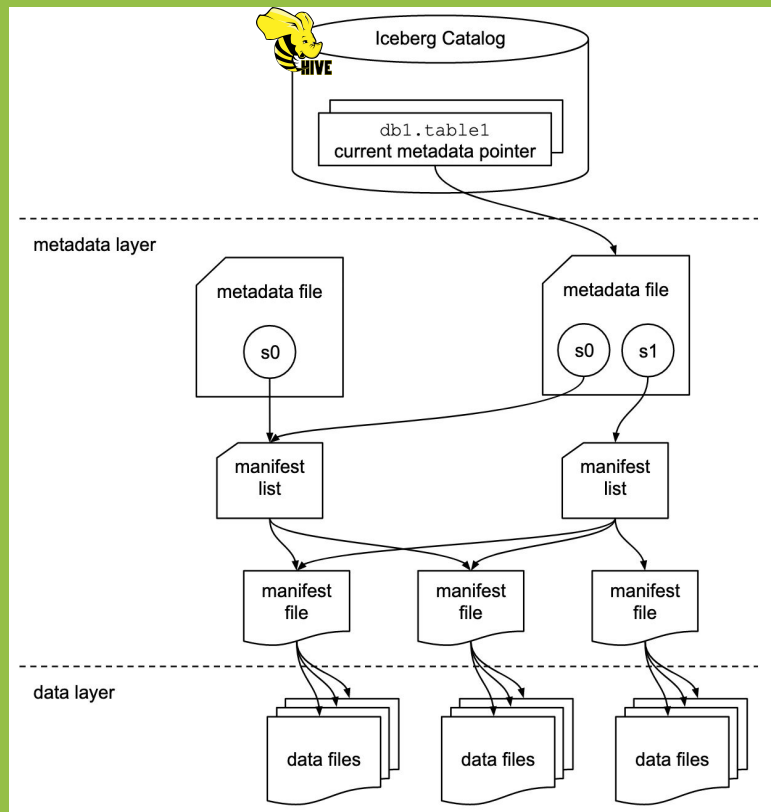 Iceberg Catalog
HIVE
db1.table1
current metadata pointer
metadata layer
metadata file
metadata file
s0
s0
s1
manifest
list
manifest
list
manifest
file
manifest
file
manifest
file
data layer
data files
data files
data files